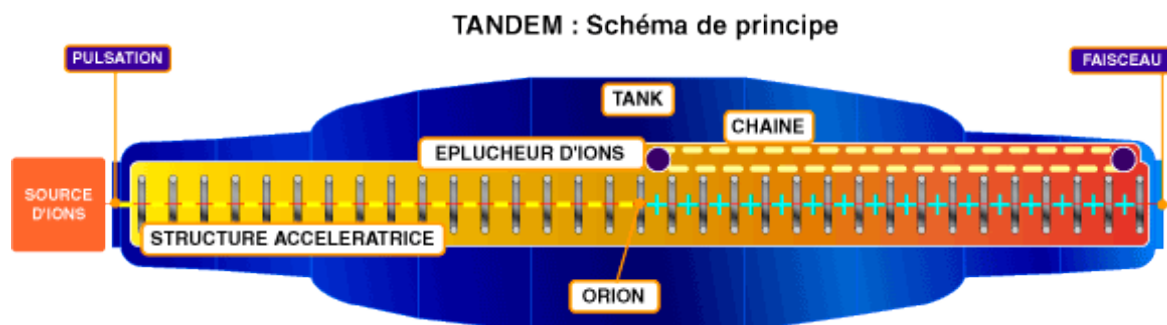 TANDEM : Schéma de principe
PULSATION
FAISCEAU
TANK
CHAINE
EPLUCHEUR D'IONS
SOURCE
D'IONS
STRUCTURE ACCELERATRICE
ORION